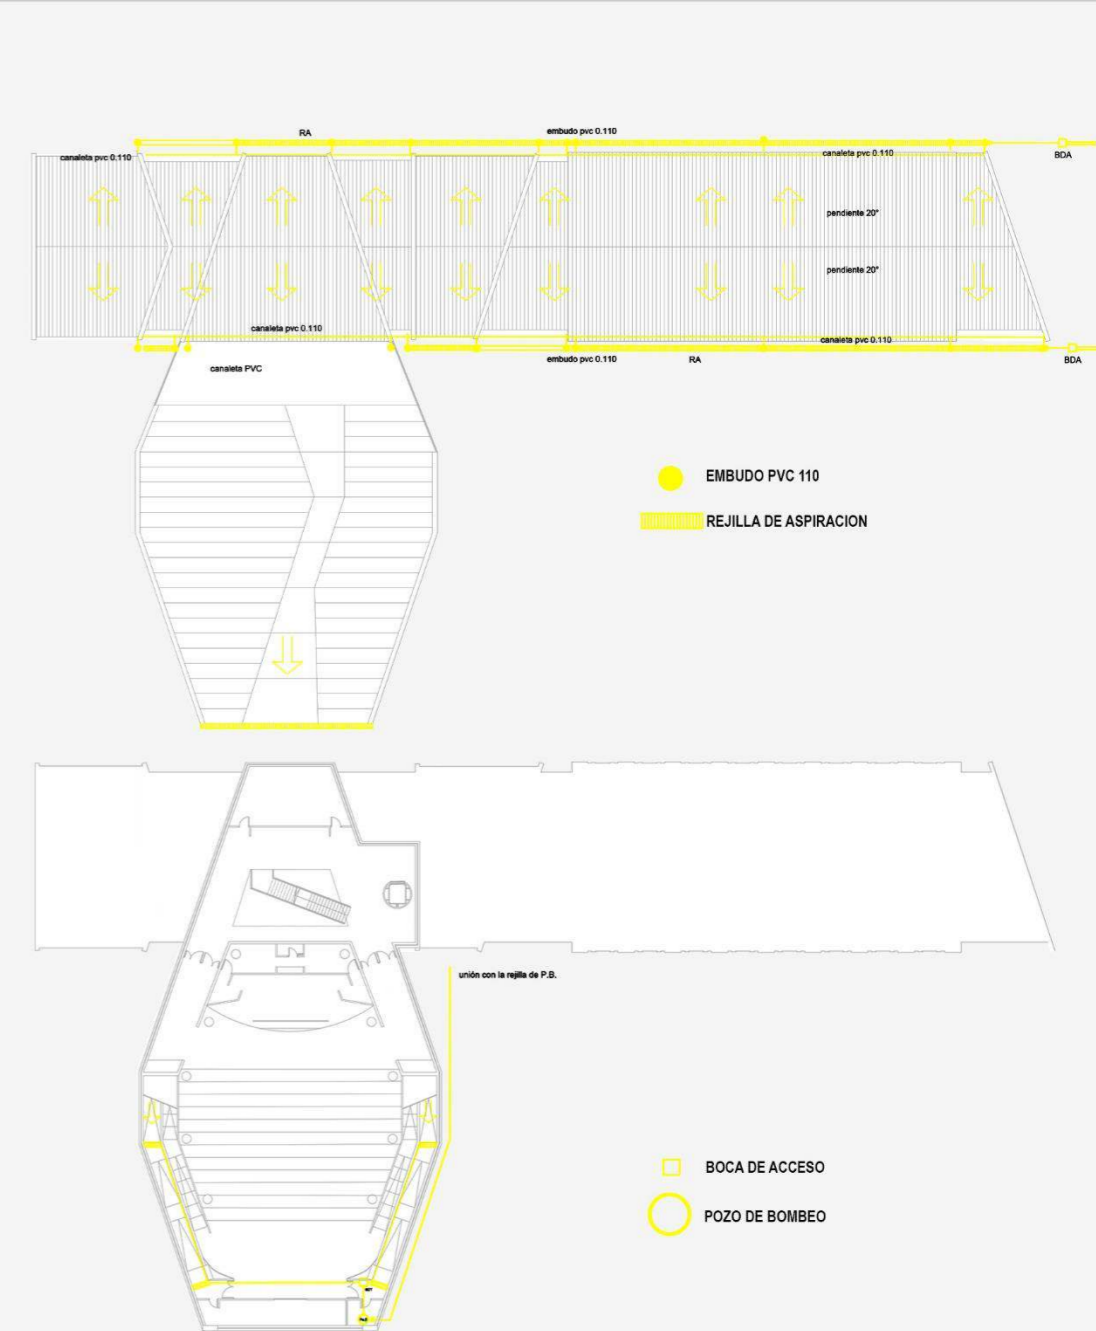 RA
embudo pvc 0.110
canaleta pvc 0.110
canaleta pvc 0.110
BDA
pendiente 20°
pendiente 20°
canaleta pvc 0.110
canaleta pvc 0.110
embudo pvc 0.110
RA
BDA
canaleta PVC
EMBUDO PVC 110
REJILLA DE ASPIRACION
unión con la rejilla de P.B.
BOCA DE ACCESO
POZO DE BOMBEO